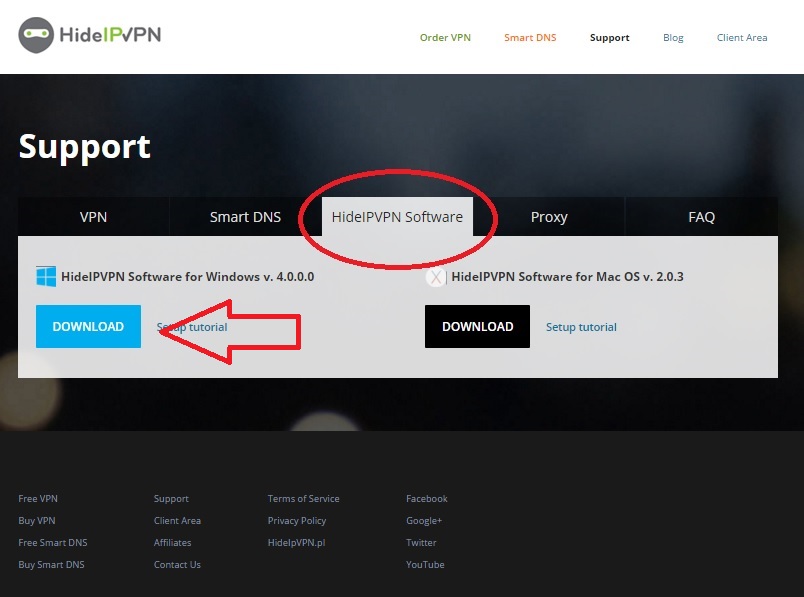 HideIPVPN
Order VPN Smart DNS Support Blog Client Area
Support
VPN Smart DNS HideIPVPN Software Proxy FAQ
HideIPVPN Software for Windows v. 4.0.0.0 HideIPVPN Software for Mac OS v. 2.0.3
DOWNLOAD Setup tutorial DOWNLOAD Setup tutorial
Free VPN Support Terms of Service Facebook
Buy VPN Client Area Privacy Policy Google+
Free Smart DNS Affiliates HideIpVPN.pl Twitter
Buy Smart DNS Contact Us YouTube